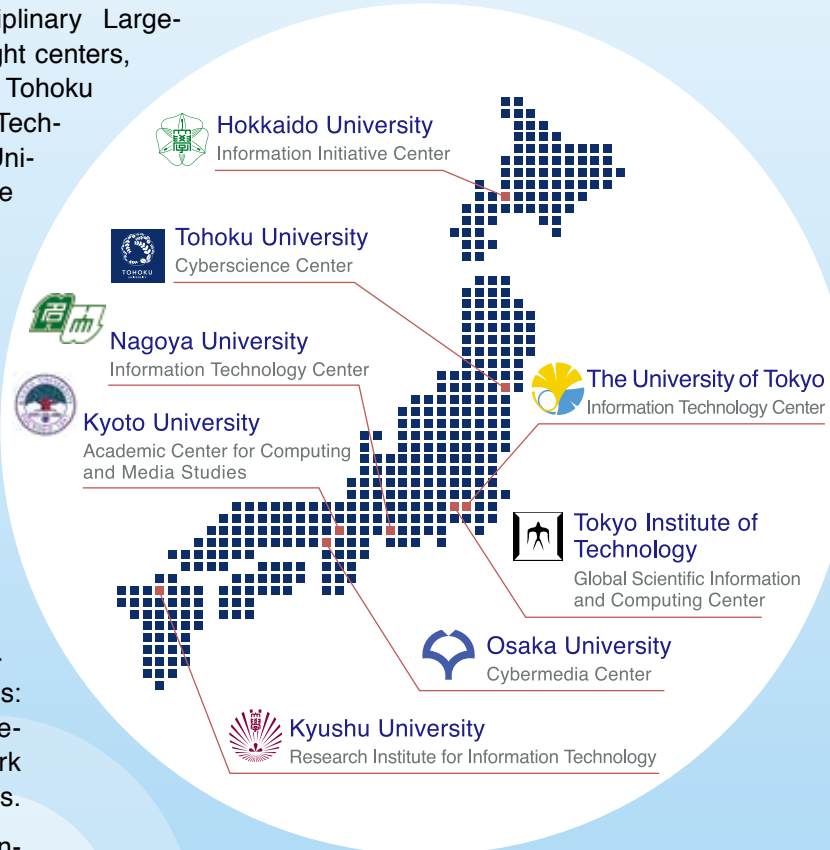 iplinary Large-
ght centers,
Tohoku
Tech-
Uni-
e
Hokkaido University
Information Initiative Center
Tohoku University
Cyberscience Center
TOHOKU
Nagoya University
Information Technology Center
Kyoto University
Academic Center for Computing
and Media Studies
The University of Tokyo
Information Technology Center
Tokyo Institute of
Technology
Global Scientific Information
and Computing Center
Osaka University
Cybermedia Center
Kyushu University
Research Institute for Information Technology
s:
e-
rk
s.
n-